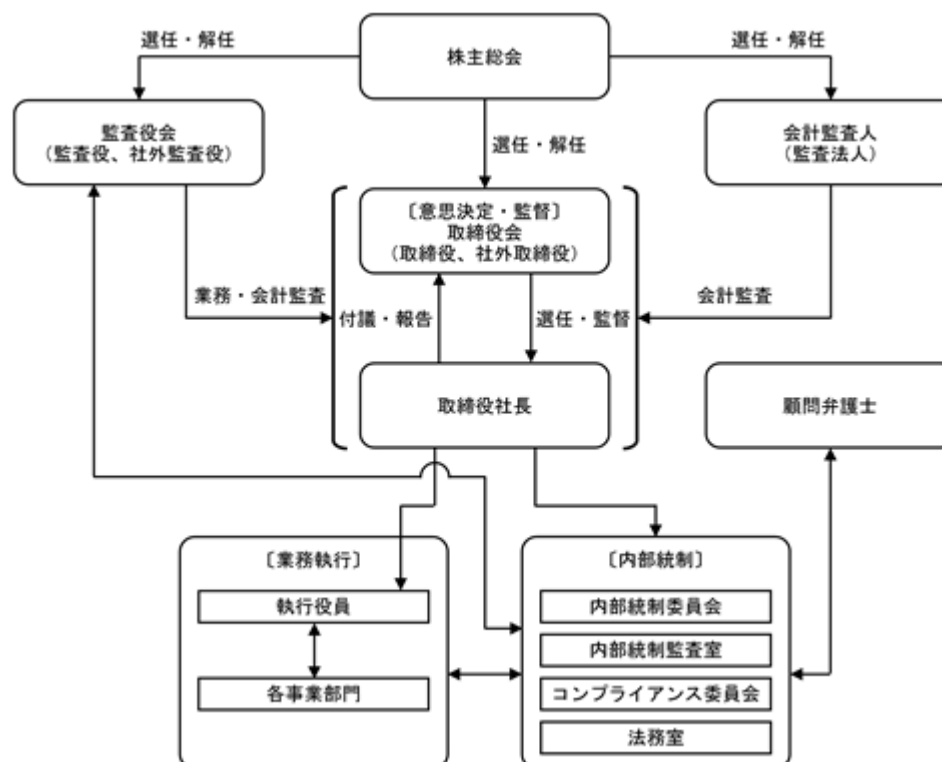 選任・解任
株主総会
選任・解任
監査役会
（監査役、社外監査役）
選任・解任
会計監査人
（監査法人）
〔意思決定・監督〕
取締役会
（取締役、社外取締役）
業務・会計監査
付議・報告
選任・監督
会計監査
取締役社長
顧問弁護士
〔業務執行〕
執行役員
各事業部門
〔内部統制〕
内部統制委員会
内部統制監査室
コンプライアンス委員会
法務室